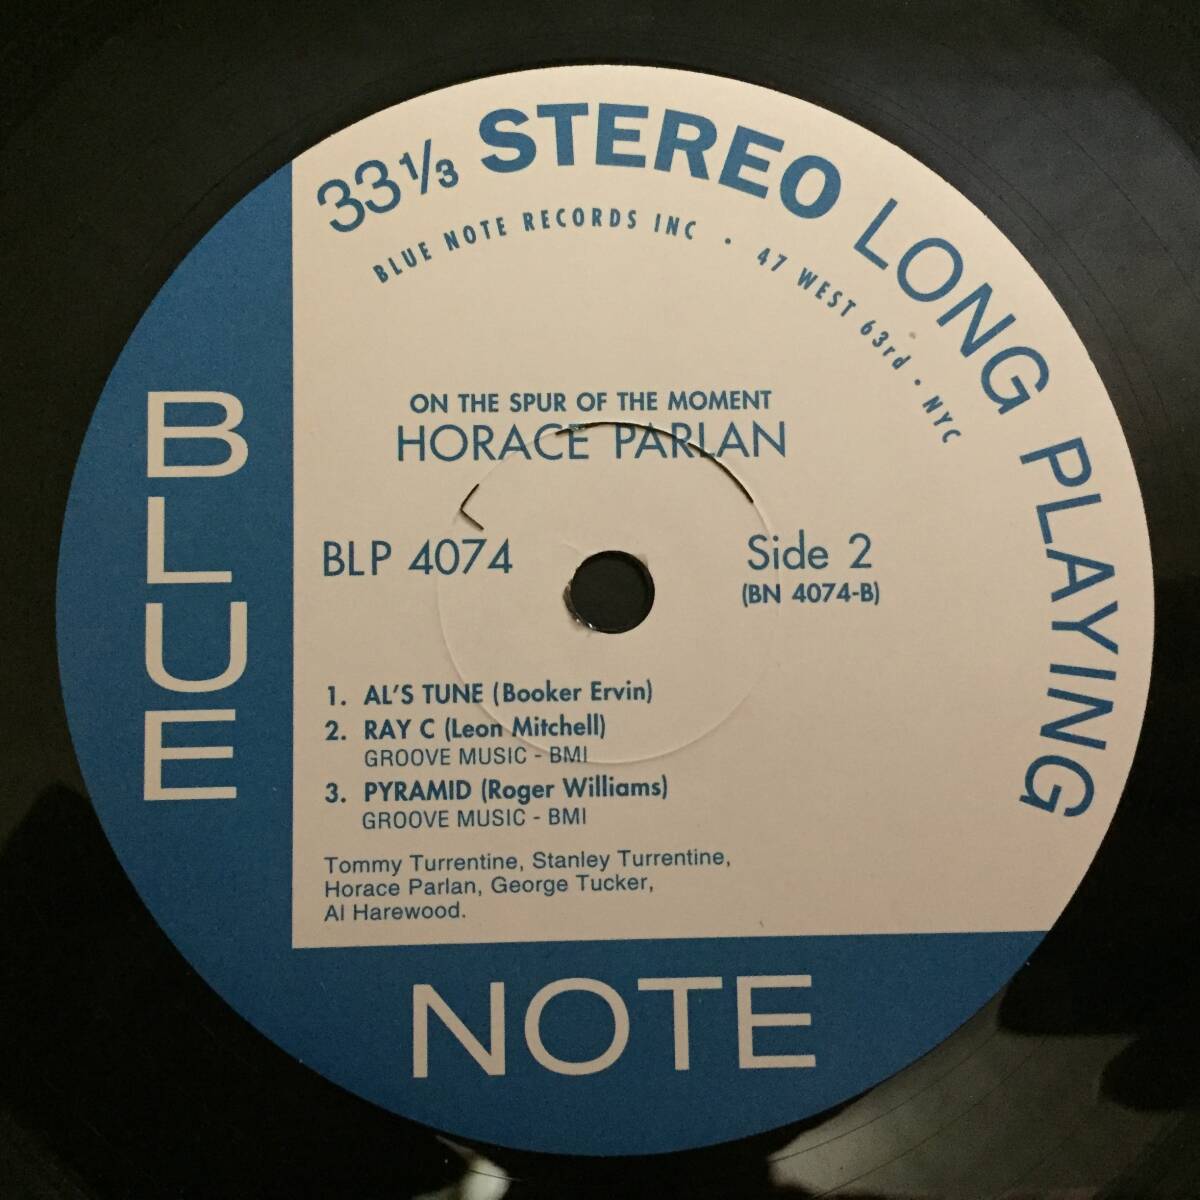 33 1/3 STEREO LONG PLAYING
BLUE NOTE RECORDS INC · 47 WEST 63rd · NYC
ON THE SPUR OF THE MOMENT
HORACE PARLAN
BLP 4074
Side 2
(BN 4074-B)
1. AL'S TUNE (Booker Ervin)
2. RAY C (Leon Mitchell)
GROOVE MUSIC - BMI
3. PYRAMID (Roger Williams)
GROOVE MUSIC - BMI
Tommy Turrentine, Stanley Turrentine,
Horace Parlan, George Tucker,
Al Harewood.
BLUE
NOTE